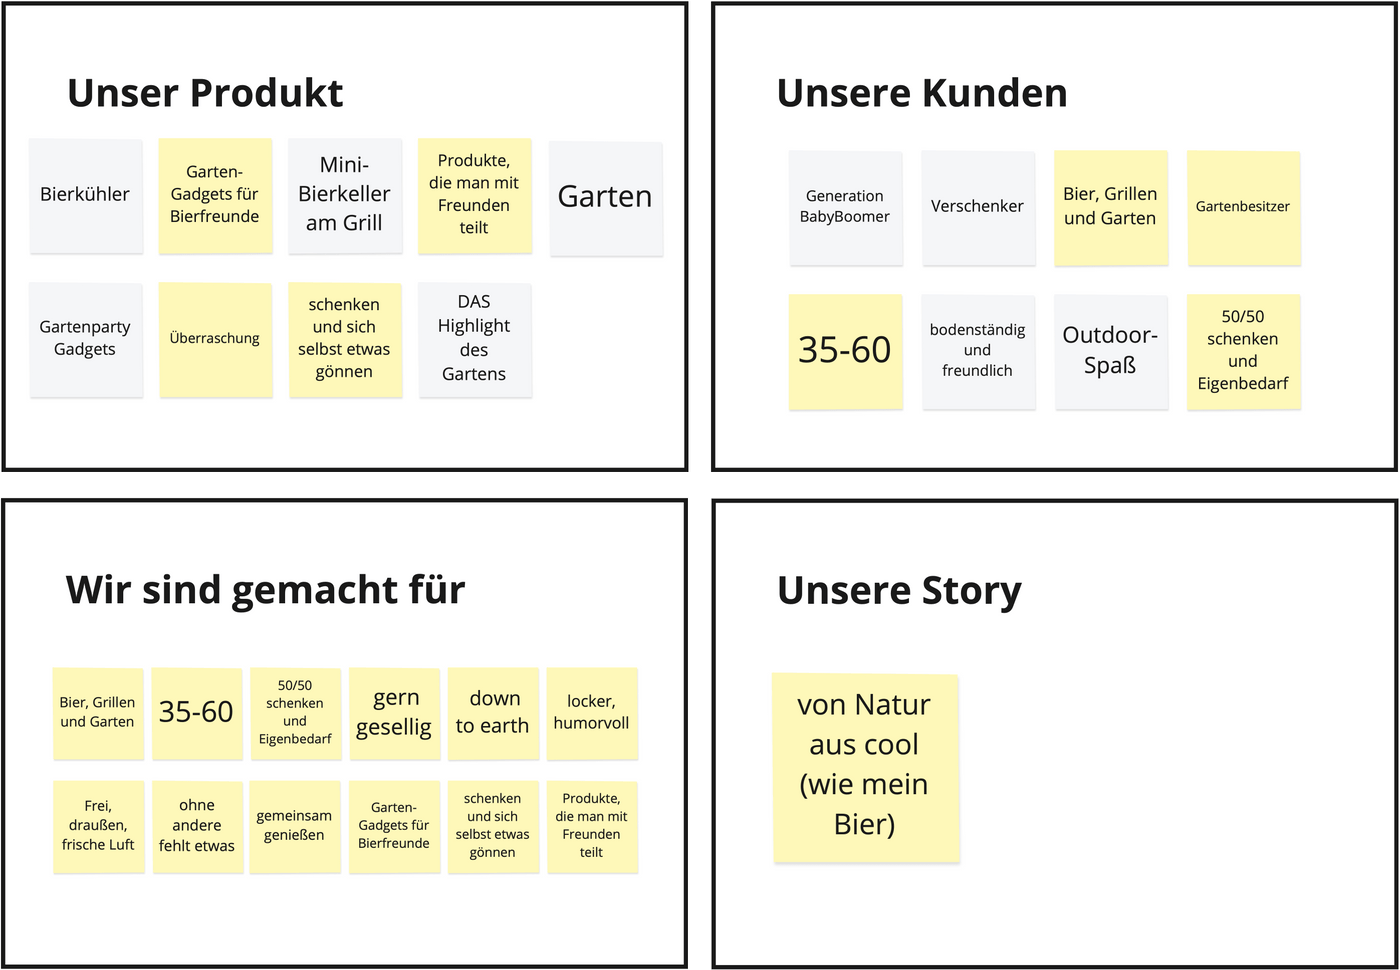 Unser Produkt
Bierkühler
Garten-
Gadgets für
Bierfreunde
Mini-
Bierkeller
am Grill
Produkte,
die man mit
Freunden
teilt
Garten
Gartenparty
Gadgets
Überraschung
schenken
und sich
selbst etwas
gönnen
DAS
Highlight
des
Gartens
Unsere Kunden
Generation
BabyBoomer
Verschenker
Bier, Grillen
und Garten
Gartenbesitzer
35-60
bodenständig
und
freundlich
Outdoor-
Spaß
50/50
schenken
und
Eigenbedarf
Wir sind gemacht für
Bier, Grillen
und Garten
35-60
50/50
schenken
und
Eigenbedarf
gern
gesellig
down
to earth
locker,
humorvoll
Frei,
draußen,
frische Luft
ohne
andere
fehlt etwas
gemeinsam
genießen
Garten-
Gadgets für
Bierfreunde
schenken
und sich
selbst etwas
gönnen
Produkte,
die man mit
Freunden
teilt
Unsere Story
von Natur
aus cool
(wie mein
Bier)